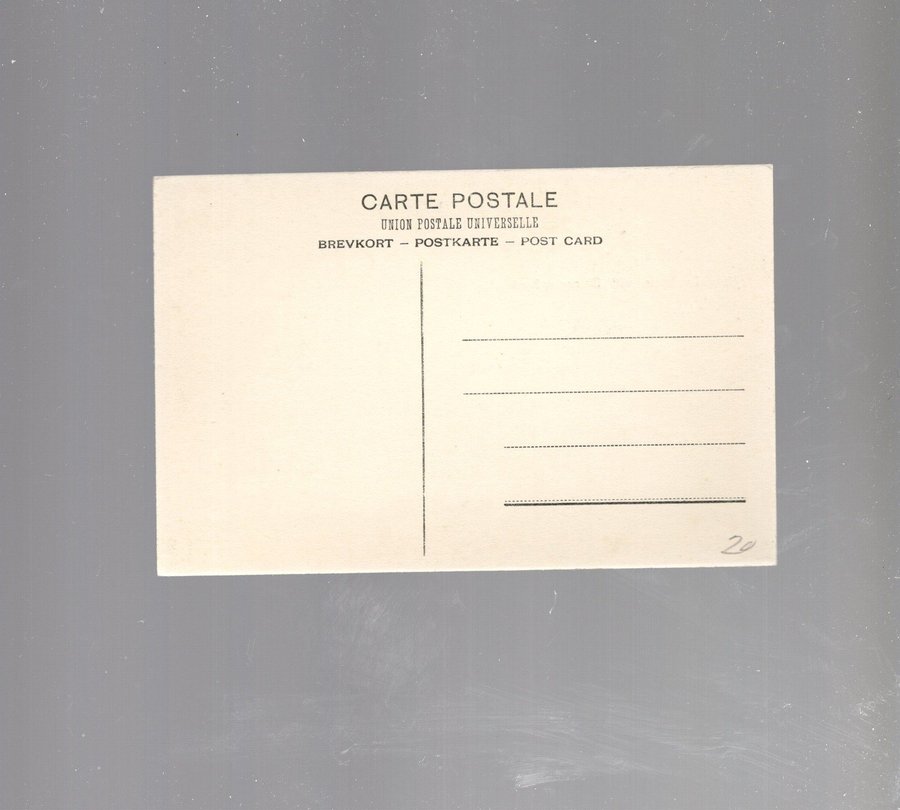 CARTE POSTALE
UNION POSTALE UNIVERSELLE
BREVKORT – POSTKARTE – POST CARD
20